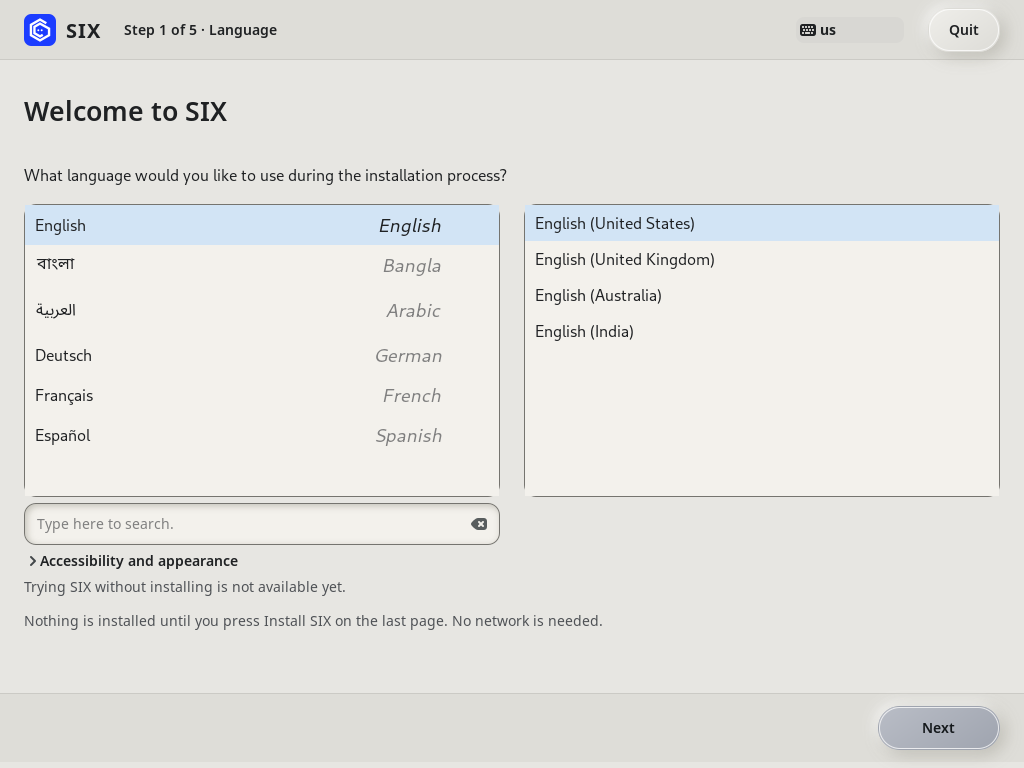 SIX Step 1 of 5 · Language us Quit
Welcome to SIX
What language would you like to use during the installation process?
English English
বাংলা Bangla
العربية Arabic
Deutsch German
Français French
Español Spanish
English (United States)
English (United Kingdom)
English (Australia)
English (India)
Type here to search.
Accessibility and appearance
Trying SIX without installing is not available yet.
Nothing is installed until you press Install SIX on the last page. No network is needed.
Next